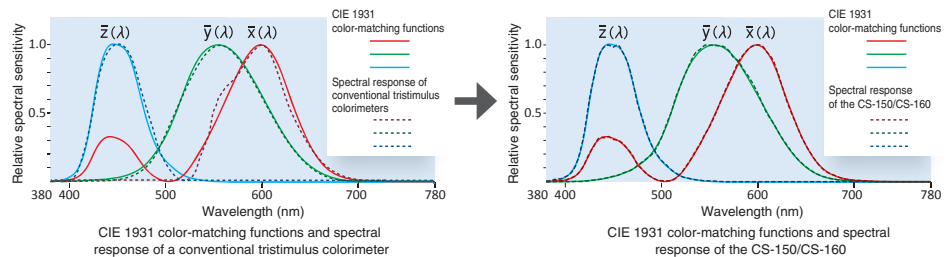 CIE 1931
color-matching functions
z̅(λ) y̅(λ) x̅(λ)
Relative spectral sensitivity
1.0
0.5
Spectral response of
conventional tristimulus
colorimeters
380 400 500 600 700 780
Wavelength (nm)
CIE 1931 color-matching functions and spectral
response of a conventional tristimulus colorimeter
CIE 1931
color-matching functions
z̅(λ) y̅(λ) x̅(λ)
Relative spectral sensitivity
1.0
0.5
Spectral response
of the CS-150/CS-160
380 400 500 600 700 780
Wavelength (nm)
CIE 1931 color-matching functions and spectral
response of the CS-150/CS-160